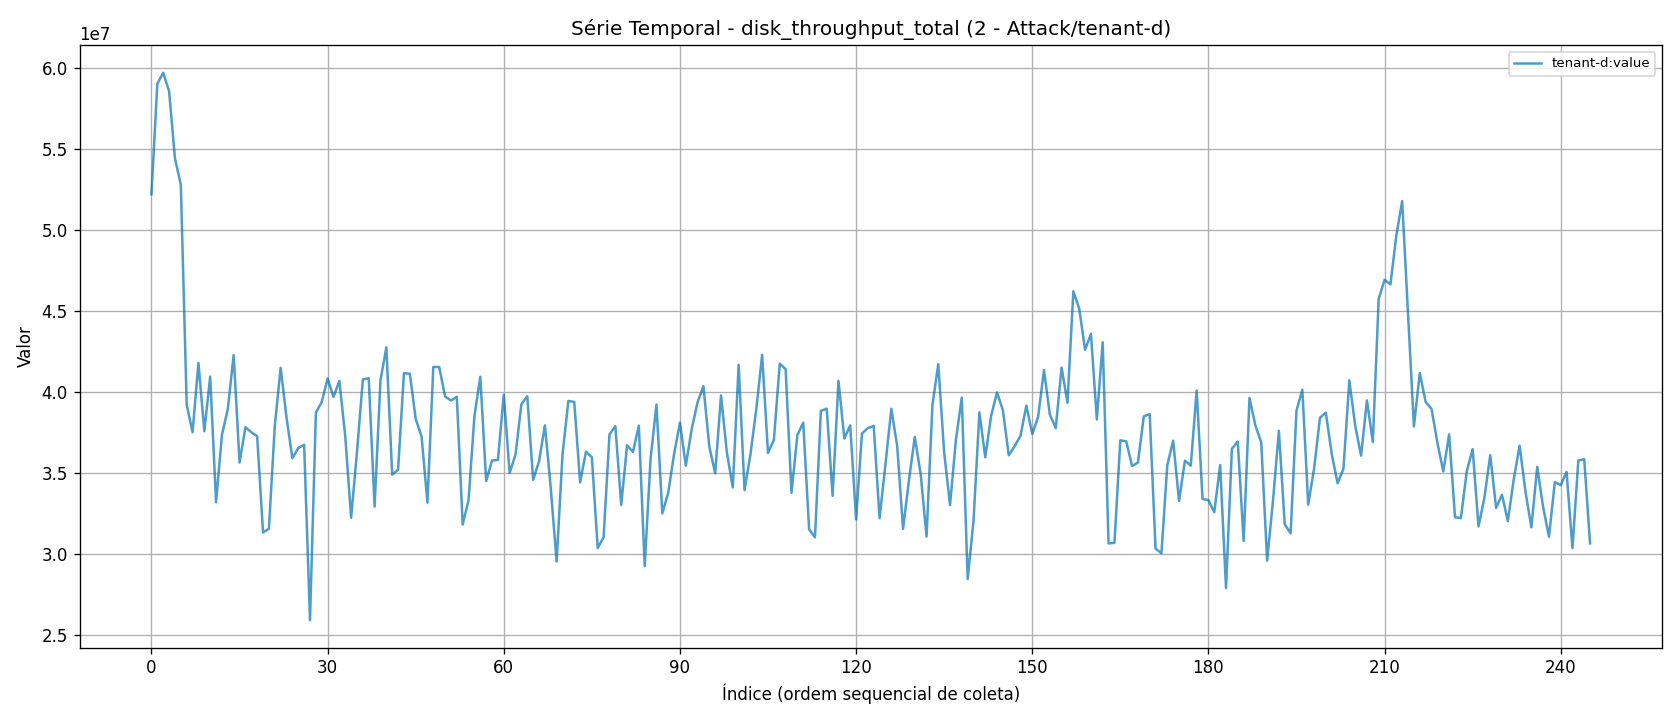 Série Temporal - disk_throughput_total (2 - Attack/tenant-d)
1e7
tenant-d:value
6.0
5.5
5.0
4.5
4.0
3.5
3.0
2.5
Valor
0 30 60 90 120 150 180 210 240
Índice (ordem sequencial de coleta)